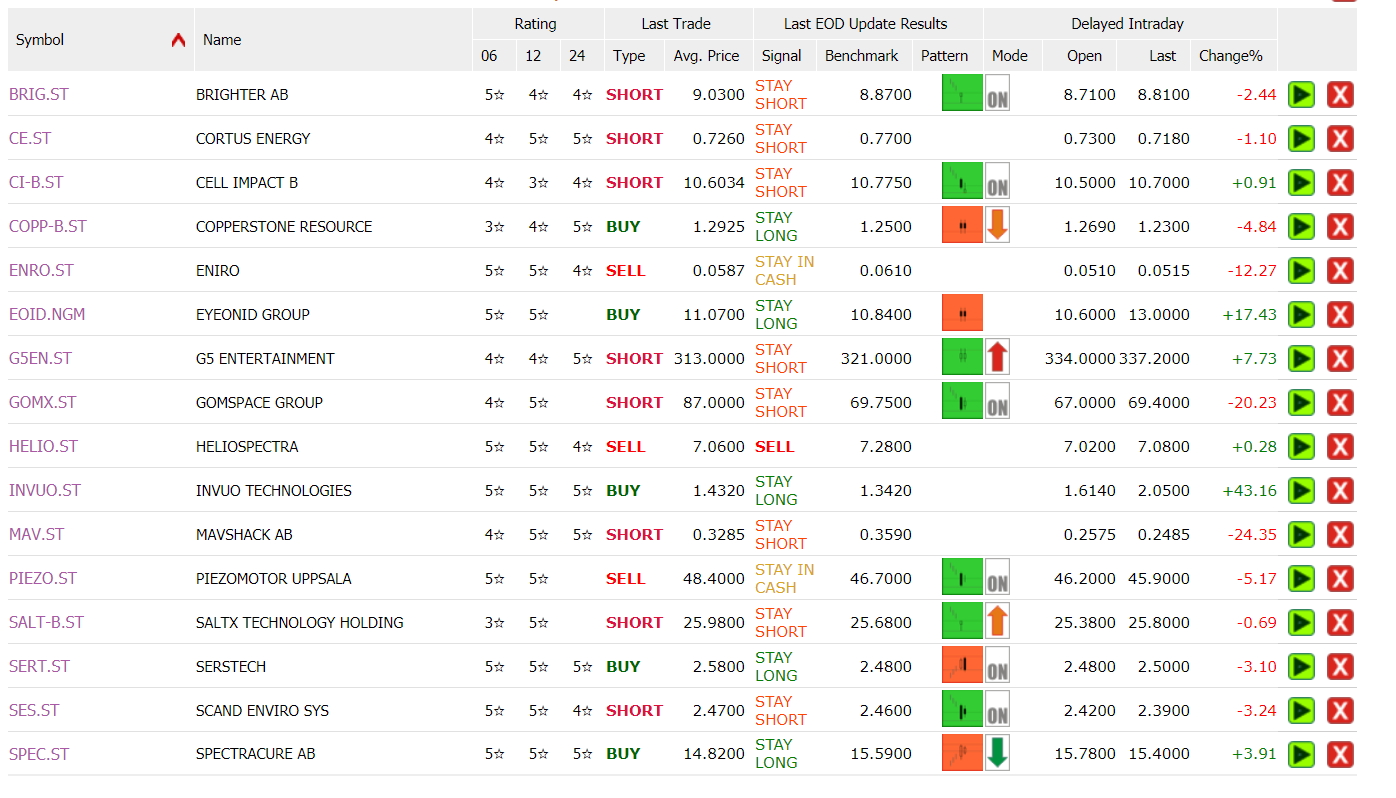 Symbol Name Rating Last Trade Last EOD Update Results Delayed Intraday
06 12 24 Type Avg. Price Signal Benchmark Pattern Mode Open Last Change%
BRIG.ST BRIGHTER AB 5☆ 4☆ 4☆ SHORT 9.0300 STAY SHORT 8.8700 ON 8.7100 8.8100 -2.44 X
CE.ST CORTUS ENERGY 4☆ 5☆ 5☆ SHORT 0.7260 STAY SHORT 0.7700 0.7300 0.7180 -1.10 X
CI-B.ST CELL IMPACT B 4☆ 3☆ 4☆ SHORT 10.6034 STAY SHORT 10.7750 ON 10.5000 10.7000 +0.91 X
COPP-B.ST COPPERSTONE RESOURCE 3☆ 4☆ 5☆ BUY 1.2925 STAY LONG 1.2500 1.2690 1.2300 -4.84 X
ENRO.ST ENIRO 5☆ 5☆ 4☆ SELL 0.0587 STAY IN CASH 0.0610 0.0510 0.0515 -12.27 X
EOID.NGM EYEONID GROUP 5☆ 5☆ BUY 11.0700 STAY LONG 10.8400 10.6000 13.0000 +17.43 X
G5EN.ST G5 ENTERTAINMENT 4☆ 4☆ 5☆ SHORT 313.0000 STAY SHORT 321.0000 334.0000 337.2000 +7.73 X
GOMX.ST GOMSPACE GROUP 4☆ 5☆ SHORT 87.0000 STAY SHORT 69.7500 ON 67.0000 69.4000 -20.23 X
HELIO.ST HELIOSPECTRA 5☆ 5☆ 4☆ SELL 7.0600 SELL 7.2800 7.0200 7.0800 +0.28 X
INVUO.ST INVUO TECHNOLOGIES 5☆ 5☆ 5☆ BUY 1.4320 STAY LONG 1.3420 1.6140 2.0500 +43.16 X
MAV.ST MAVSHACK AB 4☆ 5☆ 5☆ SHORT 0.3285 STAY SHORT 0.3590 0.2575 0.2485 -24.35 X
PIEZO.ST PIEZOMOTOR UPPSALA 5☆ 5☆ SELL 48.4000 STAY IN CASH 46.7000 ON 46.2000 45.9000 -5.17 X
SALT-B.ST SALTX TECHNOLOGY HOLDING 3☆ 5☆ SHORT 25.9800 STAY SHORT 25.6800 25.3800 25.8000 -0.69 X
SERT.ST SERSTECH 5☆ 5☆ 5☆ BUY 2.5800 STAY LONG 2.4800 ON 2.4800 2.5000 -3.10 X
SES.ST SCAND ENVIRO SYS 5☆ 5☆ 4☆ SHORT 2.4700 STAY SHORT 2.4600 ON 2.4200 2.3900 -3.24 X
SPEC.ST SPECTRACURE AB 5☆ 5☆ 5☆ BUY 14.8200 STAY LONG 15.5900 15.7800 15.4000 +3.91 X